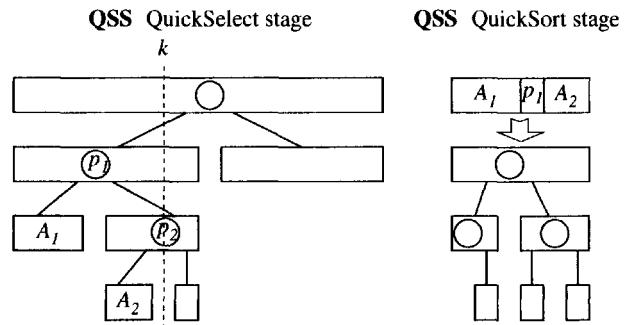 QSS QuickSelect stage
QSS QuickSort stage
k
A1 p1 A2
p1
A1
p2
A2